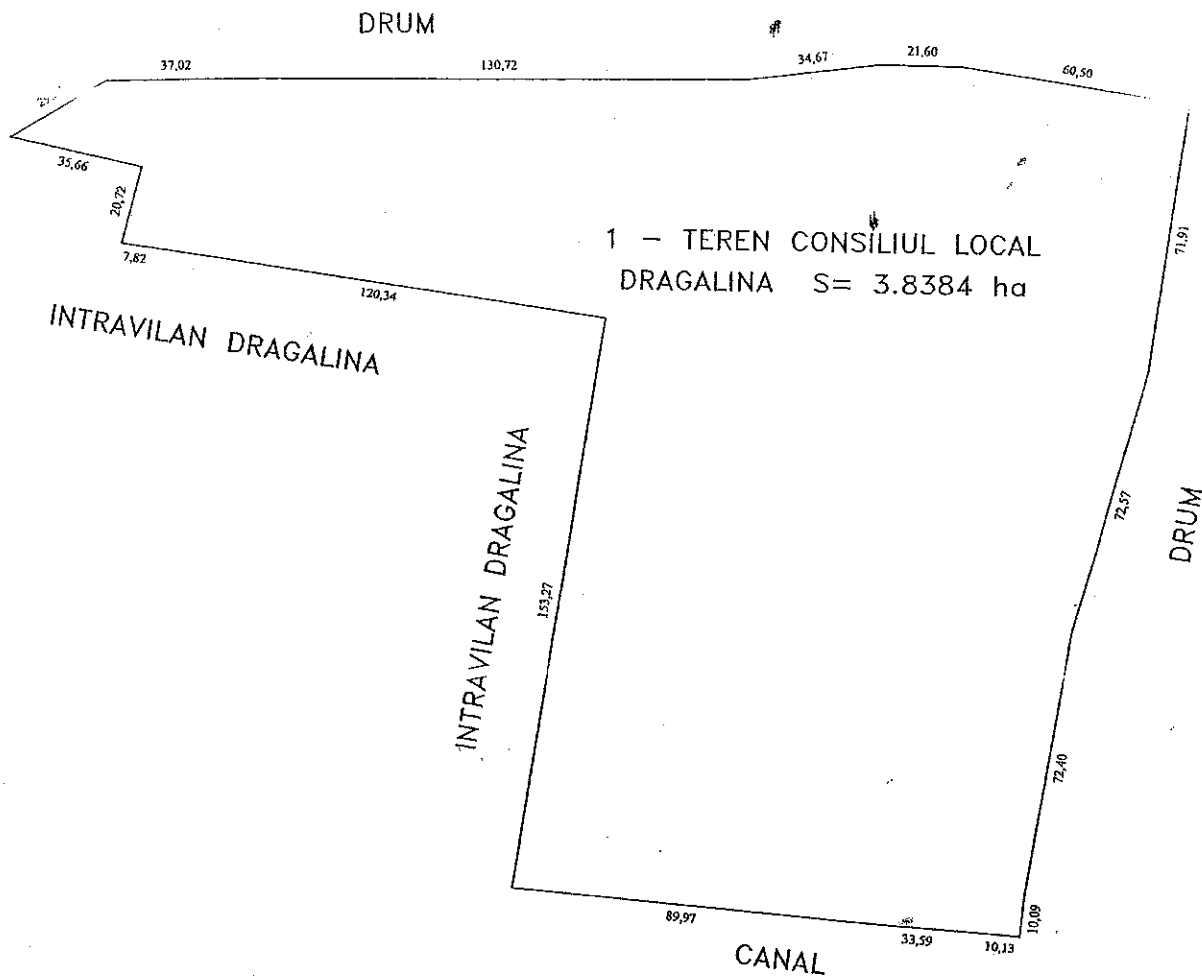 DRUM
37,02
130,72
34,67
21,60
60,50
35,66
20,72
7,82
120,34
71,91
1 – TEREN CONSILIUL LOCAL
DRAGALINA S= 3.8384 ha
INTRAVILAN DRAGALINA
INTRAVILAN DRAGALINA
153,27
72,57
DRUM
72,40
10,09
89,97
33,59
10,13
CANAL